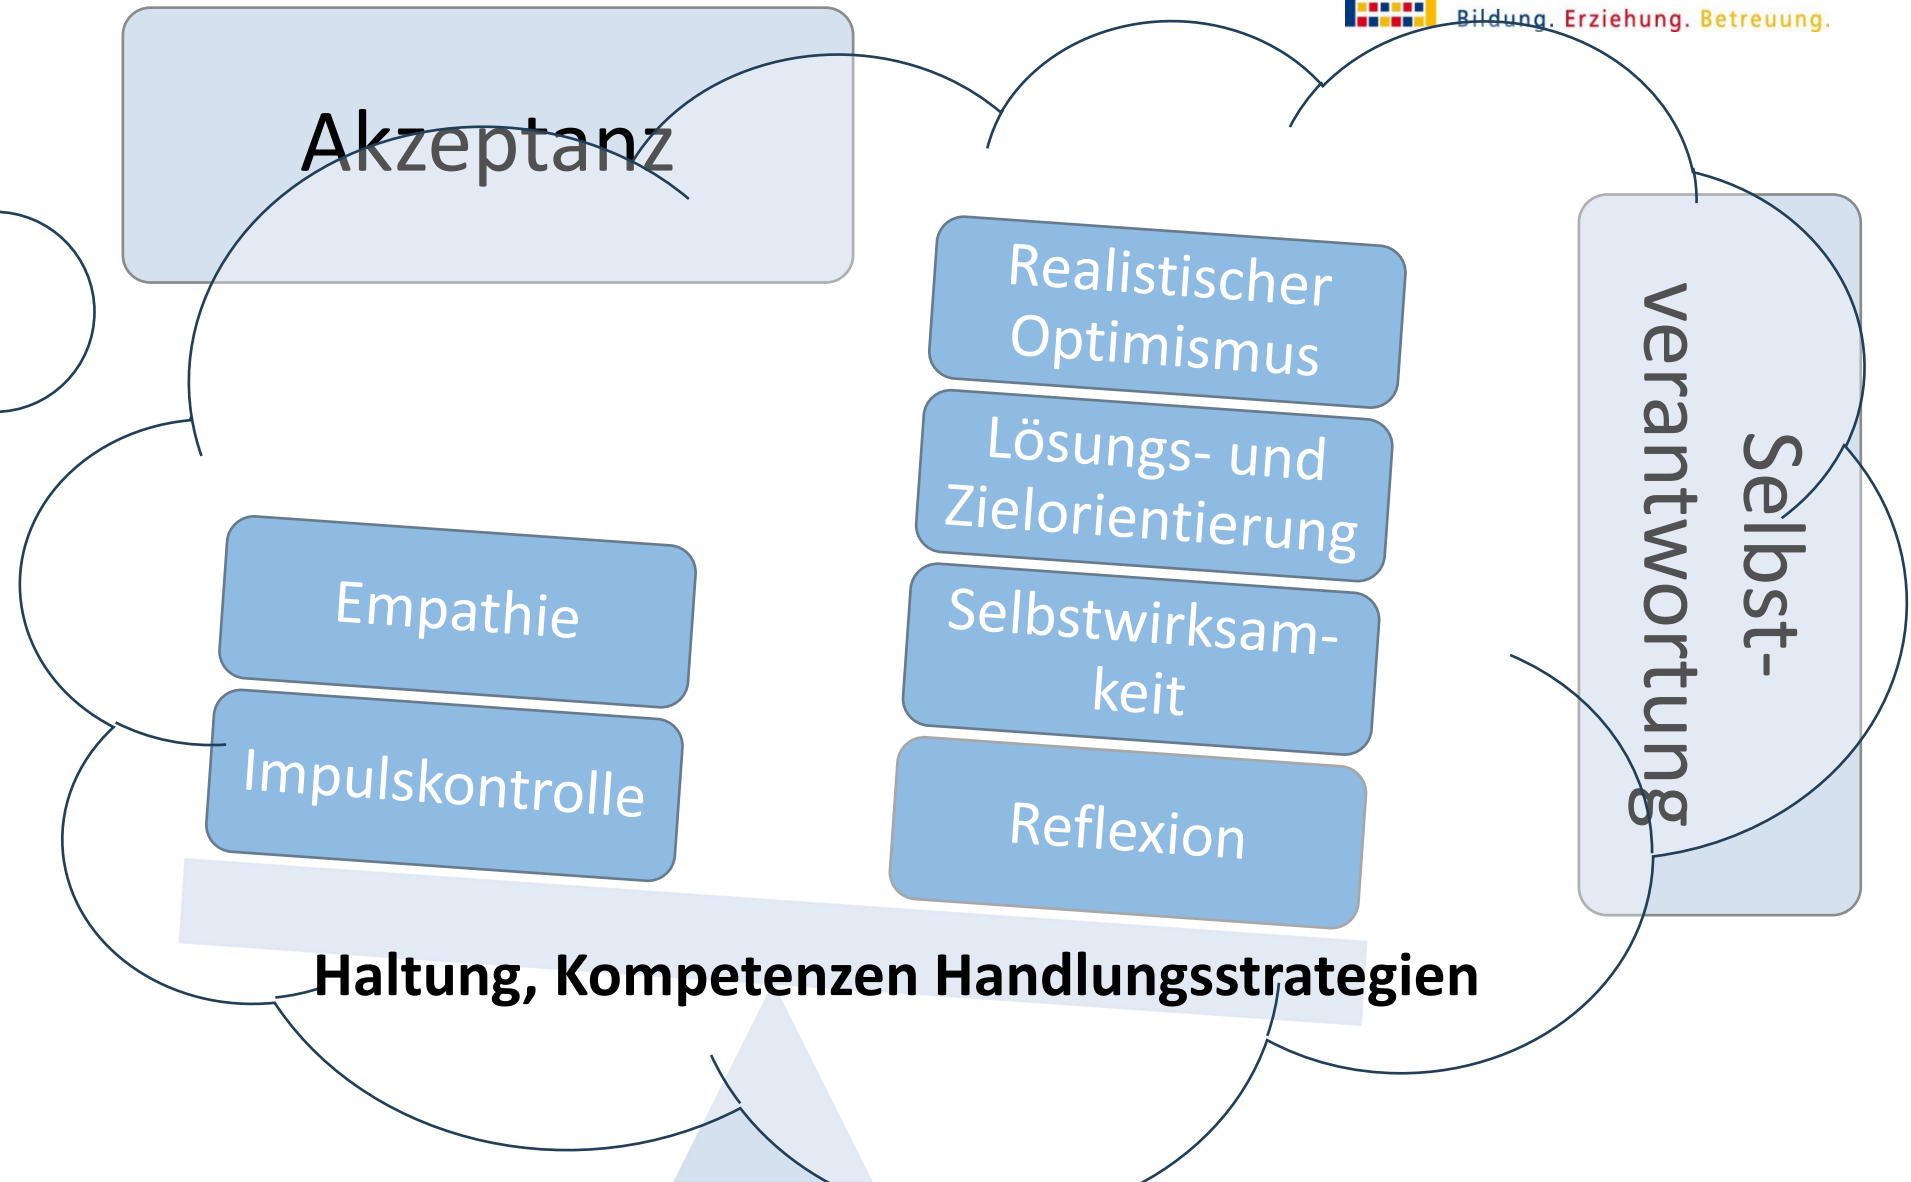 Bildung. Erziehung. Betreuung.
Akzeptanz
Realistischer
Optimismus
Lösungs- und
Zielorientierung
Selbstwirksam-
keit
Reflexion
Empathie
Impulskontrolle
Selbst-
verantwortung
Haltung, Kompetenzen Handlungsstrategien